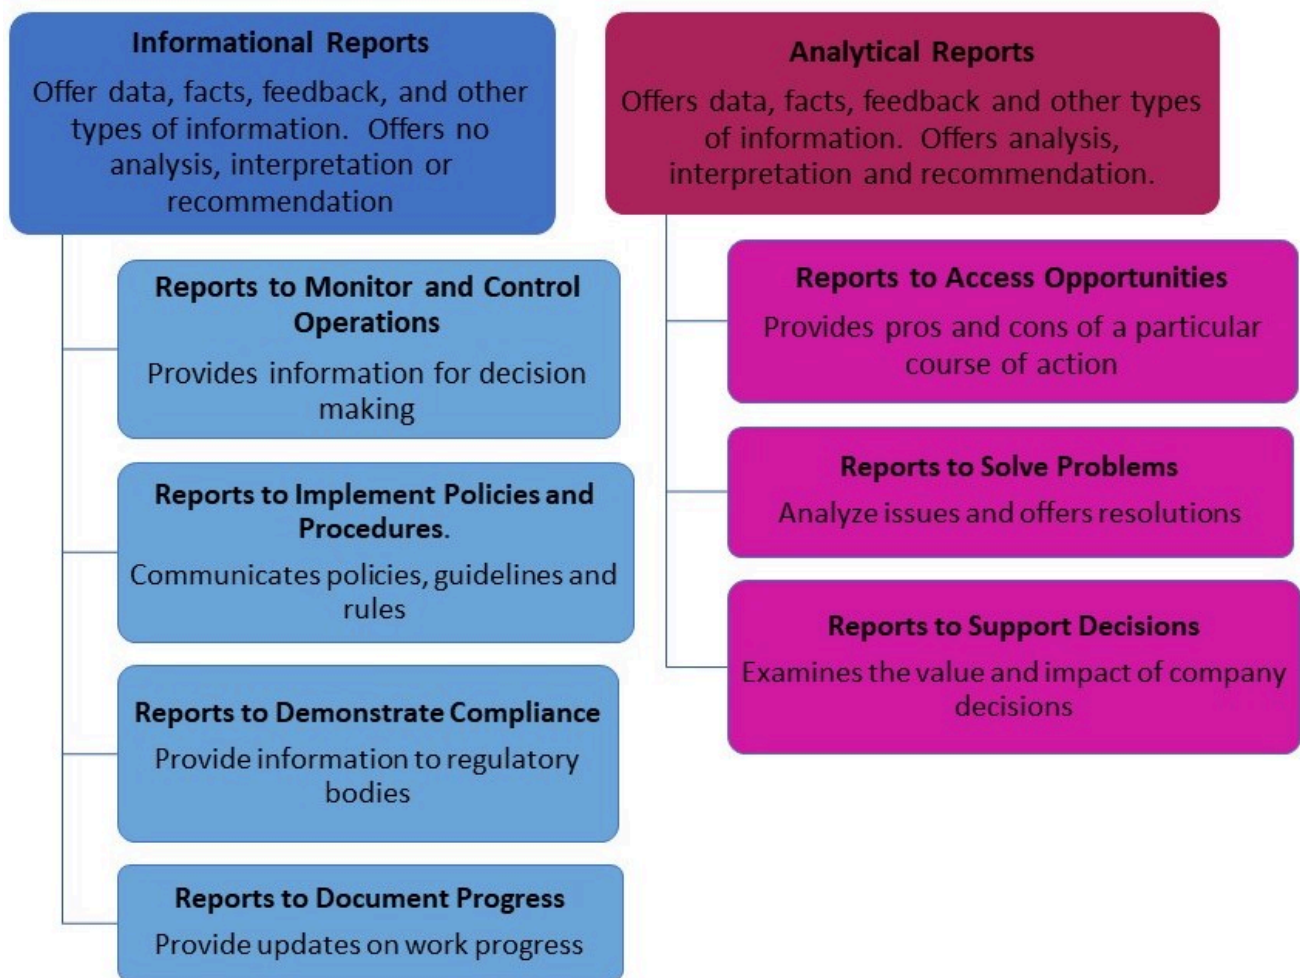 Informational Reports
Offer data, facts, feedback, and other
types of information. Offers no
analysis, interpretation or
recommendation
Reports to Monitor and Control
Operations
Provides information for decision
making
Reports to Implement Policies and
Procedures.
Communicates policies, guidelines and
rules
Reports to Demonstrate Compliance
Provide information to regulatory
bodies
Reports to Document Progress
Provide updates on work progress
Analytical Reports
Offers data, facts, feedback and other types
of information. Offers analysis,
interpretation and recommendation.
Reports to Access Opportunities
Provides pros and cons of a particular
course of action
Reports to Solve Problems
Analyze issues and offers resolutions
Reports to Support Decisions
Examines the value and impact of company
decisions